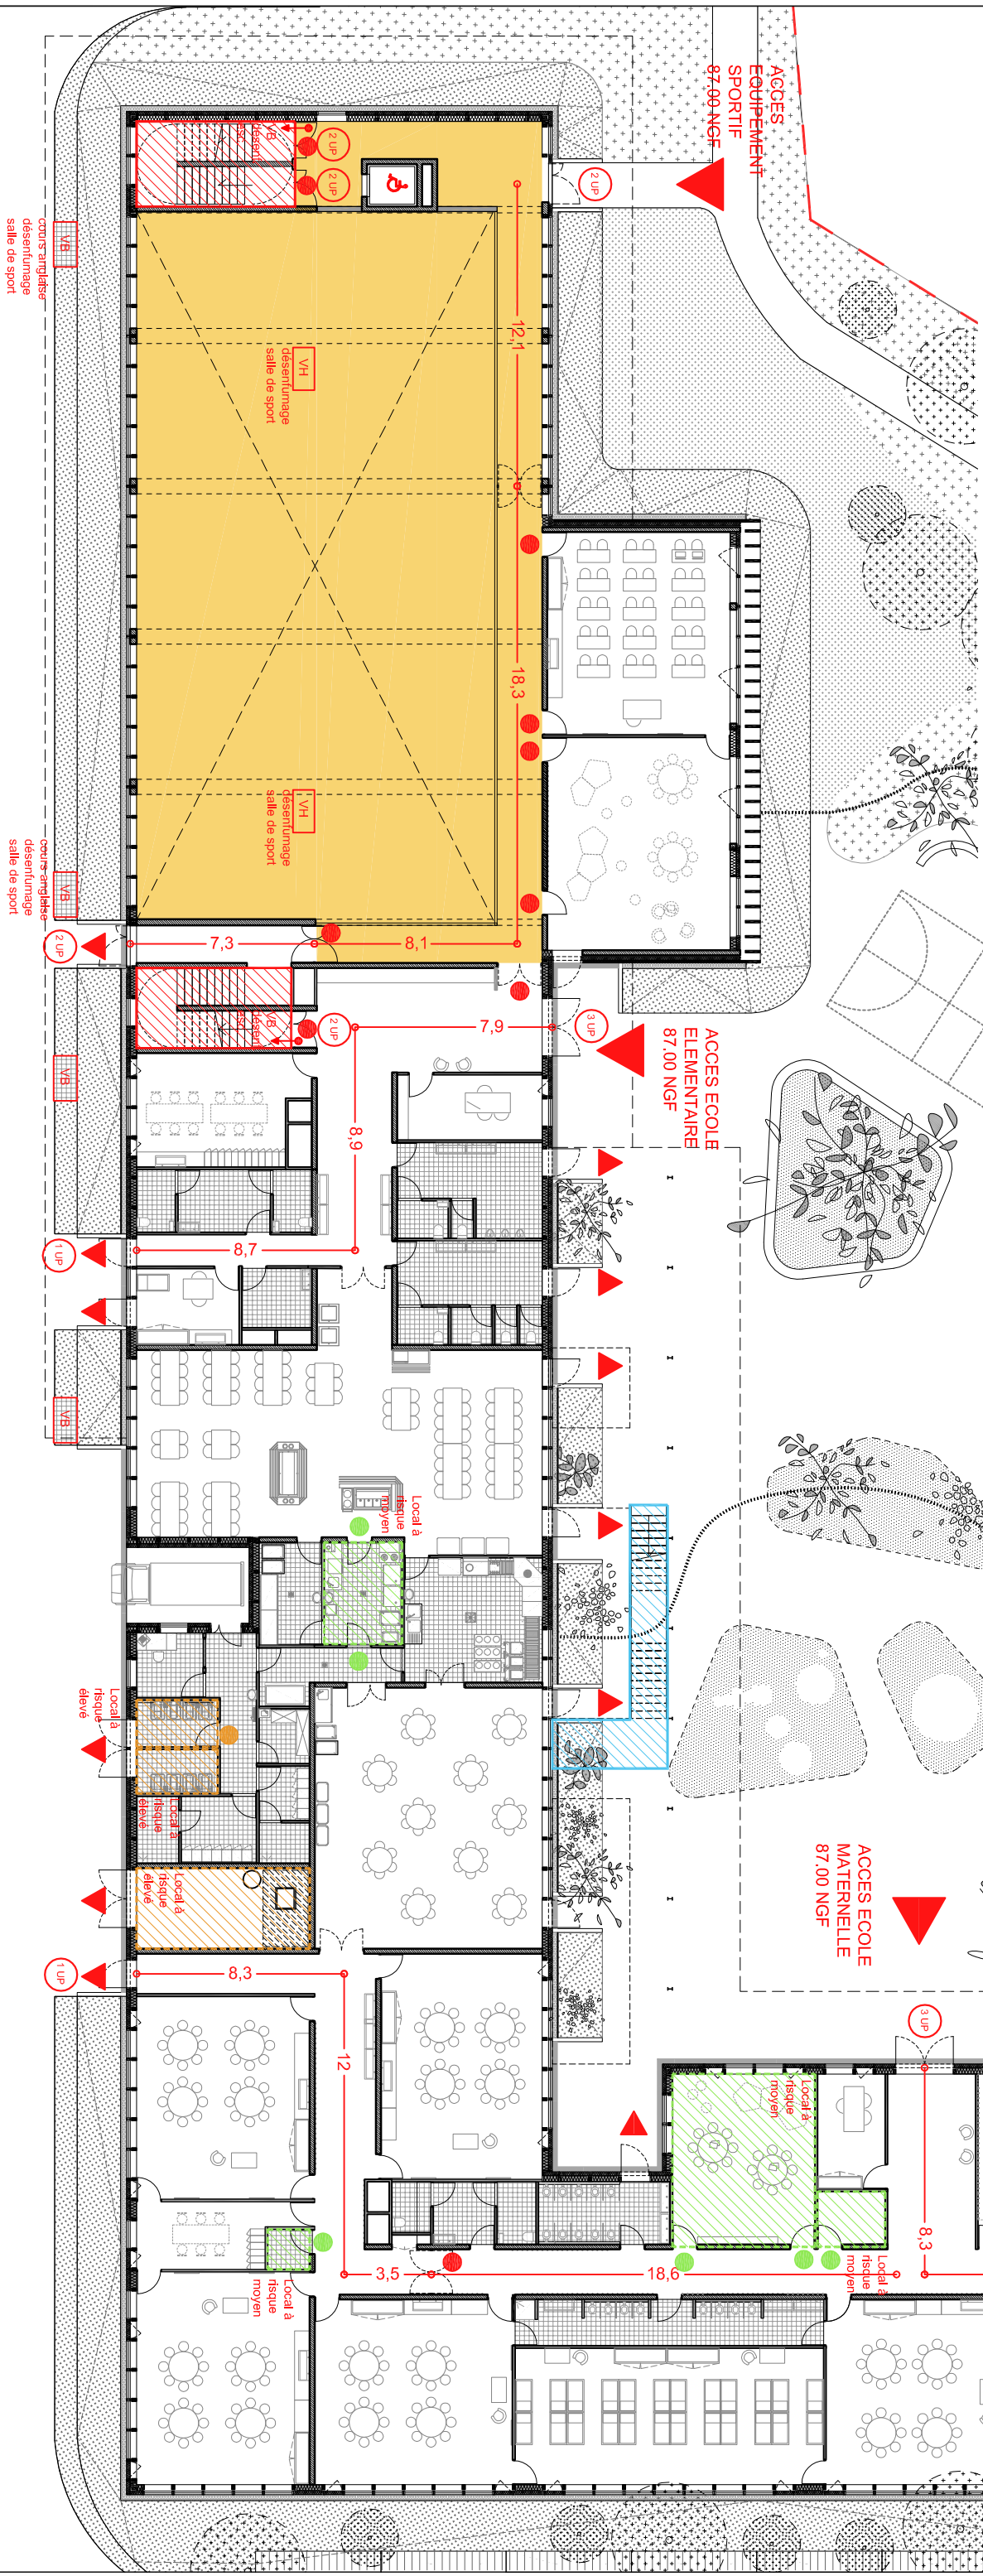 ACCES
EQUIPEMENT
SPORTIF
87.00 NGF
VB
désenf
esc.
2 UP
2 UP
2 UP
VB
cours anglaise
désenfumage
salle de sport
12,1
VH
désenfumage
salle de sport
18,3
VH
désenfumage
salle de sport
VB
cours anglaise
désenfumage
salle de sport
2 UP
7,3
8,1
VB
désenf
esc.
2 UP
7,9
3 UP
ACCES ECOLE
ELEMENTAIRE
87.00 NGF
VB
8,9
8,7
1 UP
VB
Local à
risque
moyen
Local à
risque
élevé
Local à
risque
élevé
Local à
risque
élevé
ACCES ECOLE
MATERNELLE
87.00 NGF
1 UP
8,3
12
3 UP
Local à
risque
moyen
8,3
Local à
risque
moyen
3,5
18,6
Local à
risque
moyen